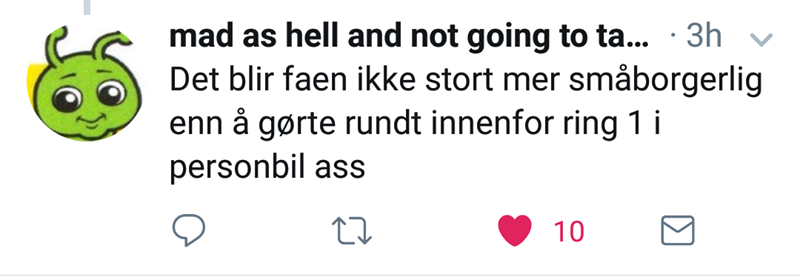 mad as hell and not going to ta... · 3h
Det blir faen ikke stort mer småborgerlig
enn å gørte rundt innenfor ring 1 i
personbil ass
10